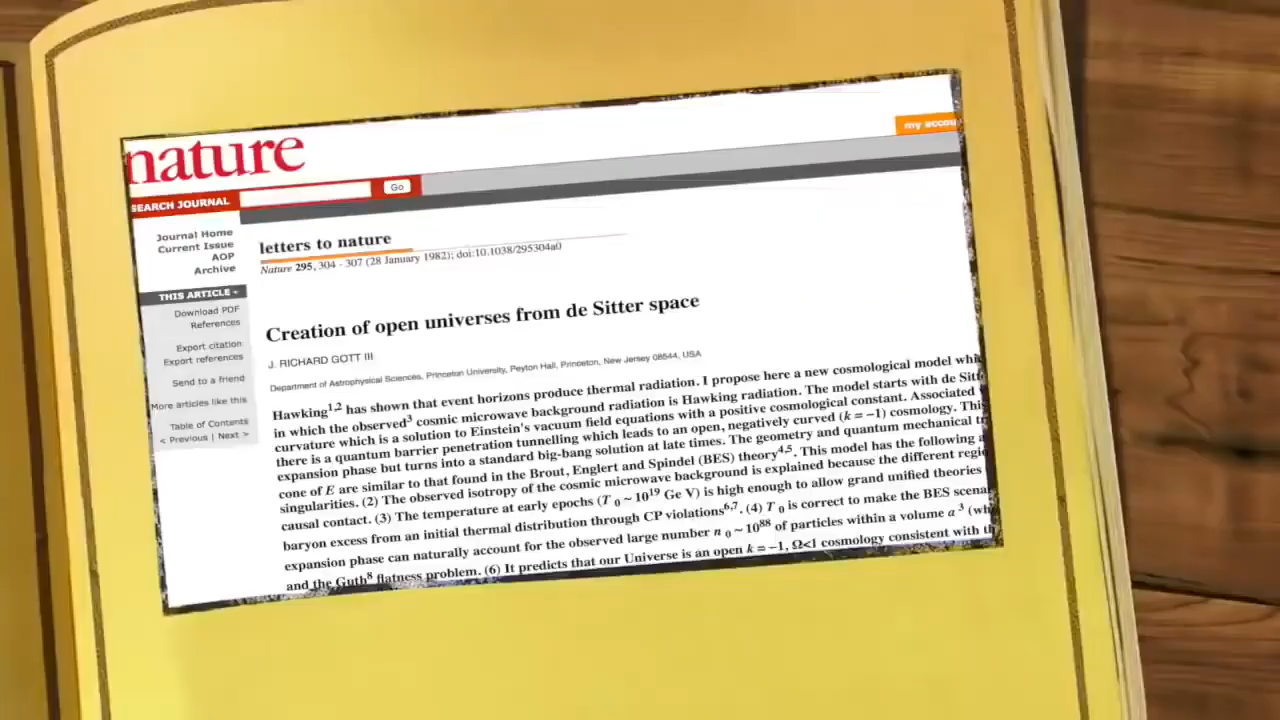 nature
my accou
SEARCH JOURNAL
Go
Journal Home
Current Issue
AOP
Archive
THIS ARTICLE
Download PDF
References
Export citation
Export references
Send to a friend
More articles like this
Table of Contents
< Previous | Next >
letters to nature
Nature 295, 304 - 307 (28 January 1982); doi:10.1038/295304a0
Creation of open universes from de Sitter space
J. RICHARD GOTT III
Department of Astrophysical Sciences, Princeton University, Peyton Hall, Princeton, New Jersey 08544, USA
Hawking1,2 has shown that event horizons produce thermal radiation. I propose here a new cosmological model whi
in which the observed3 cosmic microwave background radiation is Hawking radiation. The model starts with de Sitt
curvature which is a solution to Einstein's vacuum field equations with a positive cosmological constant. Associated
there is a quantum barrier penetration tunnelling which leads to an open, negatively curved (k = −1) cosmology. This
expansion phase but turns into a standard big-bang solution at late times. The geometry and quantum mechanical t
cone of E are similar to that found in the Brout, Englert and Spindel (BES) theory4,5. This model has the following a
singularities. (2) The observed isotropy of the cosmic microwave background is explained because the different regi
causal contact. (3) The temperature at early epochs (T 0 ~ 1019 Ge V) is high enough to allow grand unified theories
baryon excess from an initial thermal distribution through CP violations6,7. (4) T 0 is correct to make the BES scena
expansion phase can naturally account for the observed large number n 0 ~ 1088 of particles within a volume a 3 (wh
and the Guth8 flatness problem. (6) It predicts that our Universe is an open k = −1, Ω<1 cosmology consistent with th